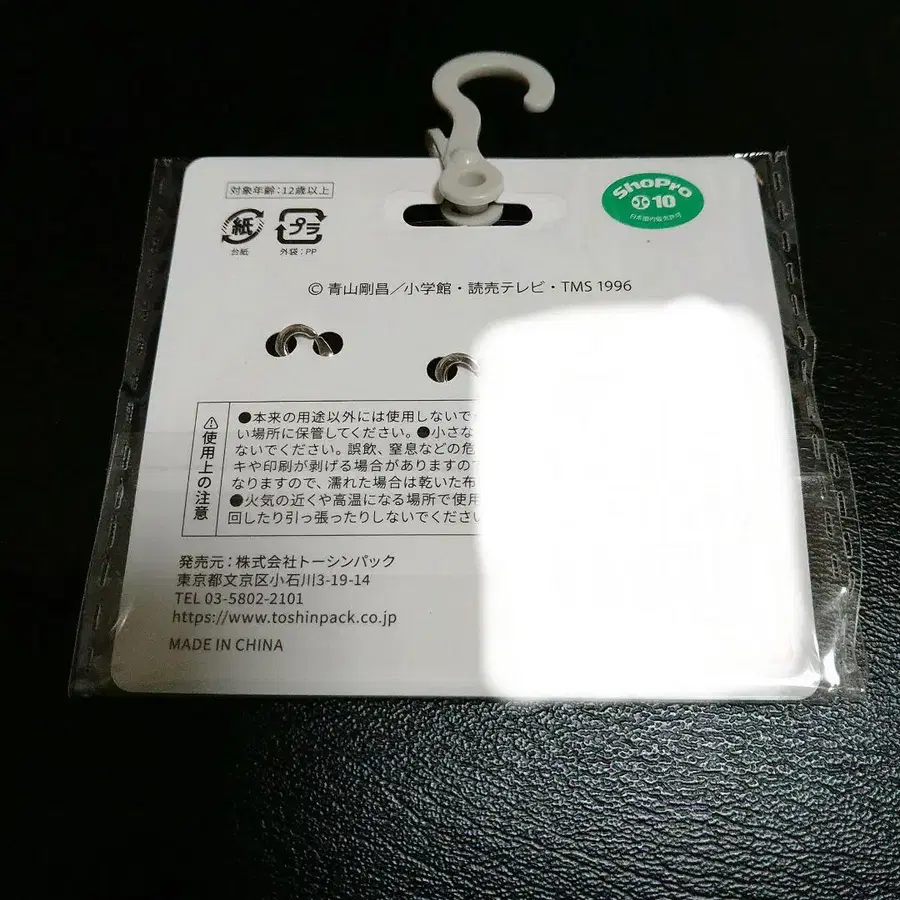 対象年齢:12歳以上
紙
プラ
台紙
外袋:PP
ShoPro
10
日本国内販売許可
© 青山剛昌／小学館・読売テレビ・TMS 1996
⚠使用上の注意
●本来の用途以外には使用しないで
い場所に保管してください。●小さな
ないでください。誤飲、窒息などの危
キや印刷が剥げる場合がありますので
なりますので、濡れた場合は乾いた布
●火気の近くや高温になる場所で使用
回したり引っ張ったりしないでください
発売元:株式会社トーシンパック
東京都文京区小石川3-19-14
TEL 03-5802-2101
https://www.toshinpack.co.jp
MADE IN CHINA